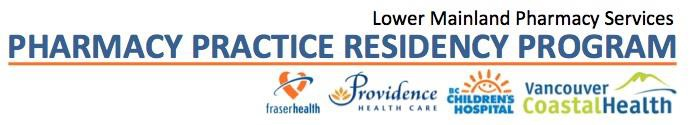 Lower Mainland Pharmacy Services
PHARMACY PRACTICE RESIDENCY PROGRAM
fraserhealth
Providence
HEALTH CARE
BC
CHILDREN'S
HOSPITAL
Vancouver
CoastalHealth